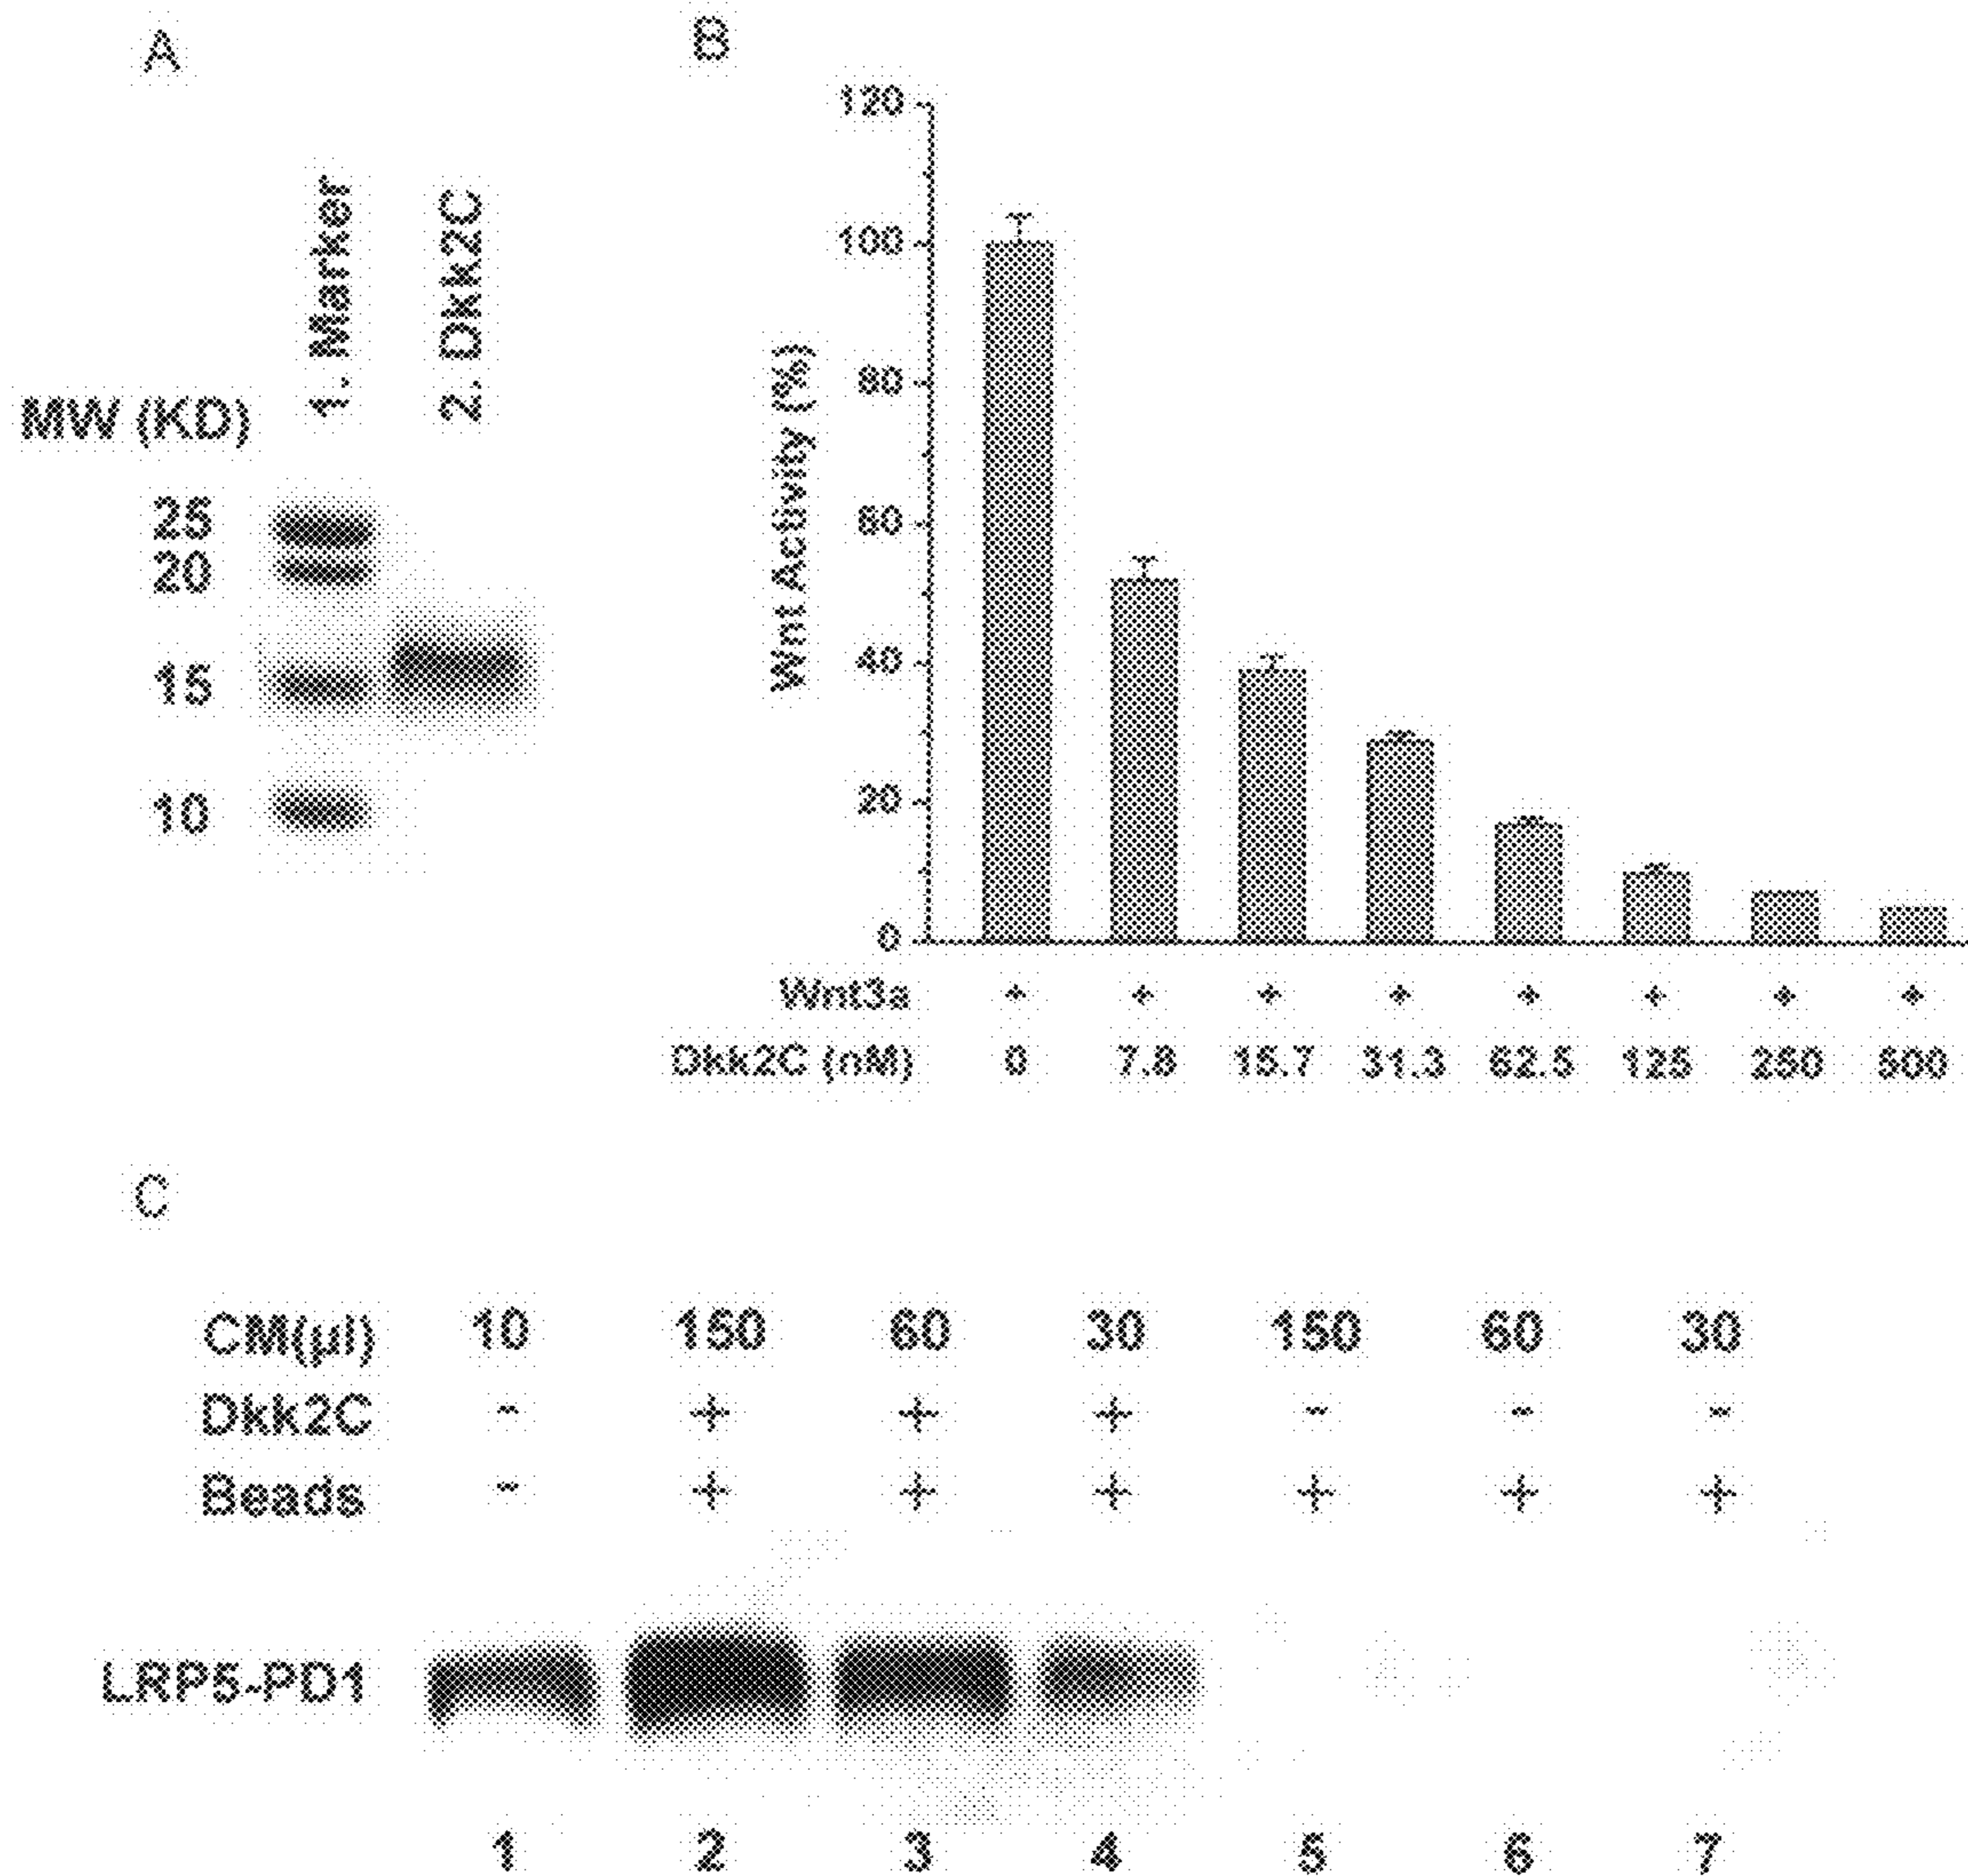 A
1. Marker
2. Dkk2C
MW (KD)
25
20
15
10
B
Wnt Activity (%)
120
100
80
60
40
20
0
Wnt3a + + + + + + + +
Dkk2C (nM) 0 7.8 15.7 31.3 62.5 125 250 500
C
CM(µl) 10 150 60 30 150 60 30
Dkk2C - + + + - - -
Beads - + + + + + +
LRP5-PD1
1 2 3 4 5 6 7